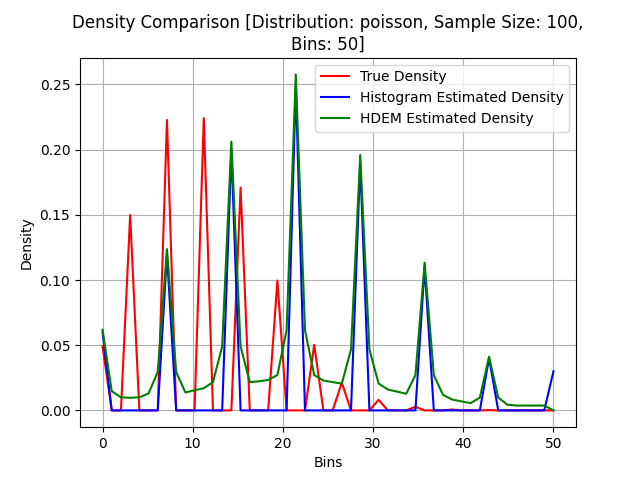 Density Comparison [Distribution: poisson, Sample Size: 100,
Bins: 50]
True Density
Histogram Estimated Density
HDEM Estimated Density
Density
0.25
0.20
0.15
0.10
0.05
0.00
0 10 20 30 40 50
Bins